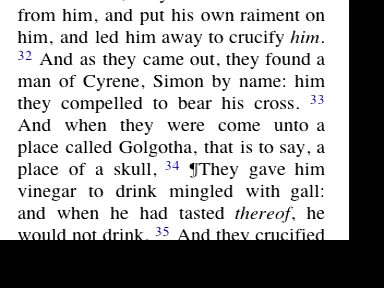 from him, and put his own raiment on
him, and led him away to crucify him.
32 And as they came out, they found a
man of Cyrene, Simon by name: him
they compelled to bear his cross. 33
And when they were come unto a
place called Golgotha, that is to say, a
place of a skull, 34 ¶They gave him
vinegar to drink mingled with gall:
and when he had tasted thereof, he
would not drink. 35 And they crucified